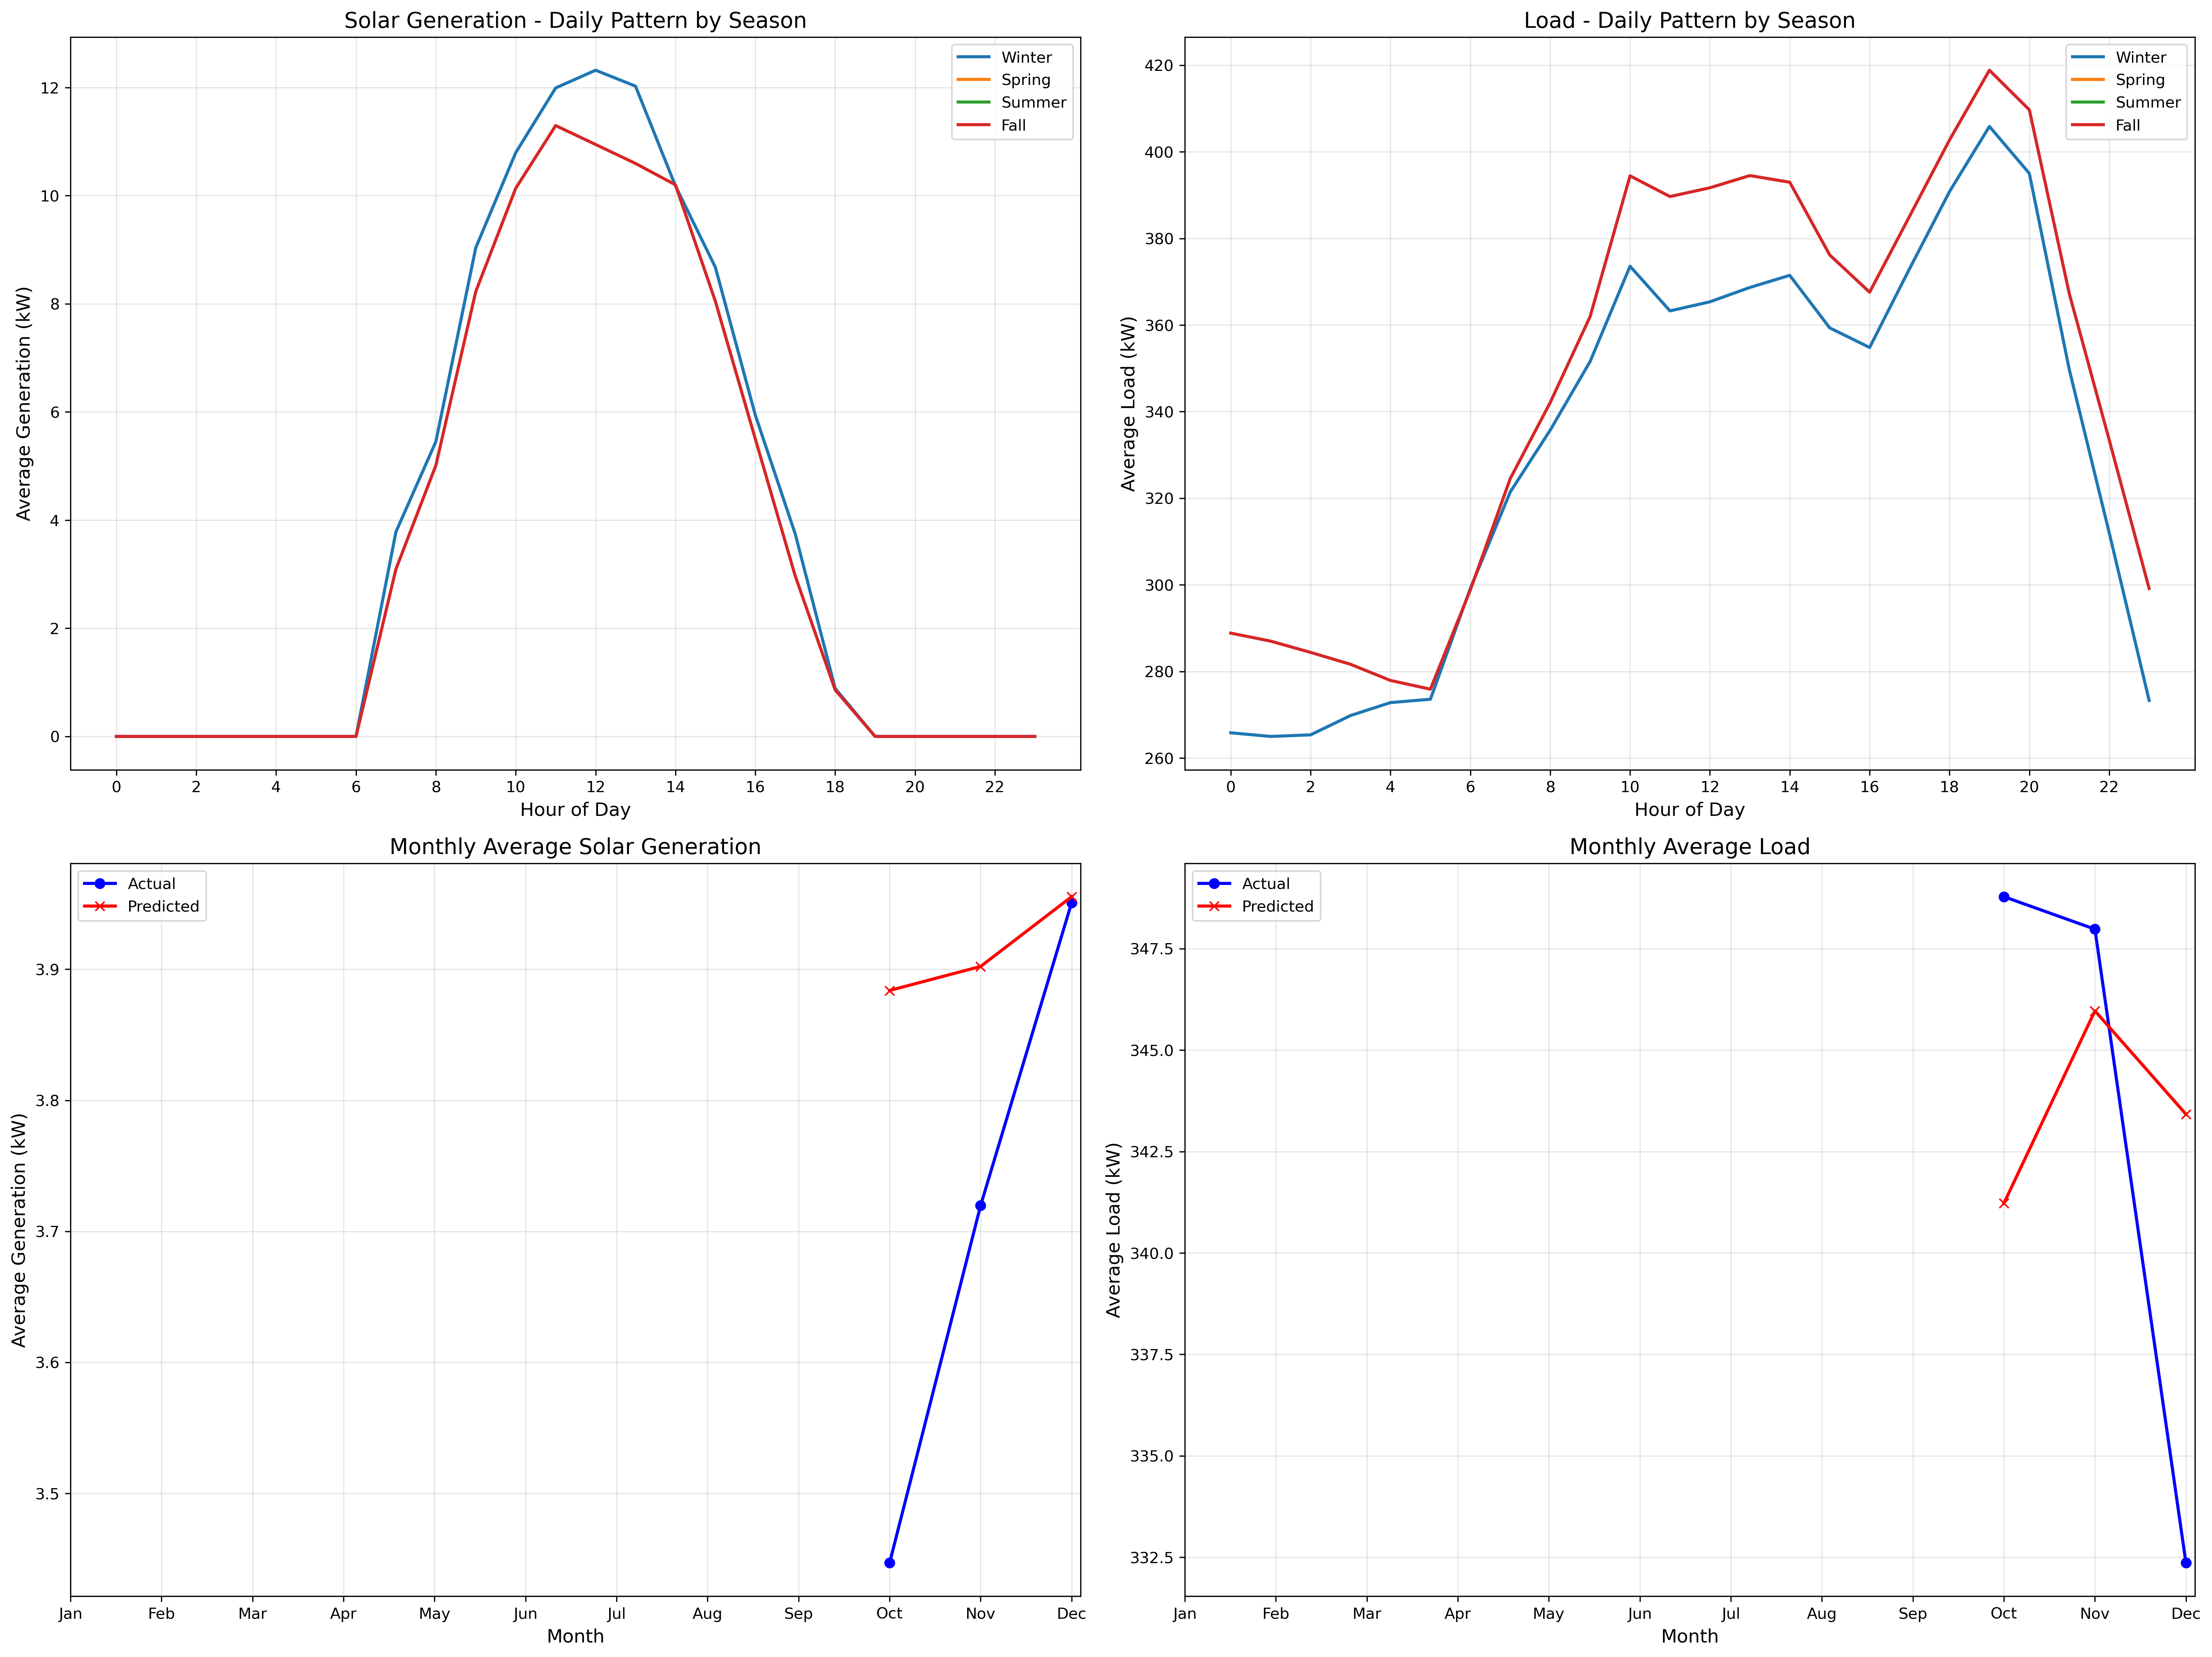 Solar Generation - Daily Pattern by Season
Average Generation (kW)
12
10
8
6
4
2
0
Winter
Spring
Summer
Fall
0 2 4 6 8 10 12 14 16 18 20 22
Hour of Day
Load - Daily Pattern by Season
Average Load (kW)
420
400
380
360
340
320
300
280
260
Winter
Spring
Summer
Fall
0 2 4 6 8 10 12 14 16 18 20 22
Hour of Day
Monthly Average Solar Generation
Average Generation (kW)
3.9
3.8
3.7
3.6
3.5
Actual
Predicted
Jan Feb Mar Apr May Jun Jul Aug Sep Oct Nov Dec
Month
Monthly Average Load
Average Load (kW)
347.5
345.0
342.5
340.0
337.5
335.0
332.5
Actual
Predicted
Jan Feb Mar Apr May Jun Jul Aug Sep Oct Nov Dec
Month